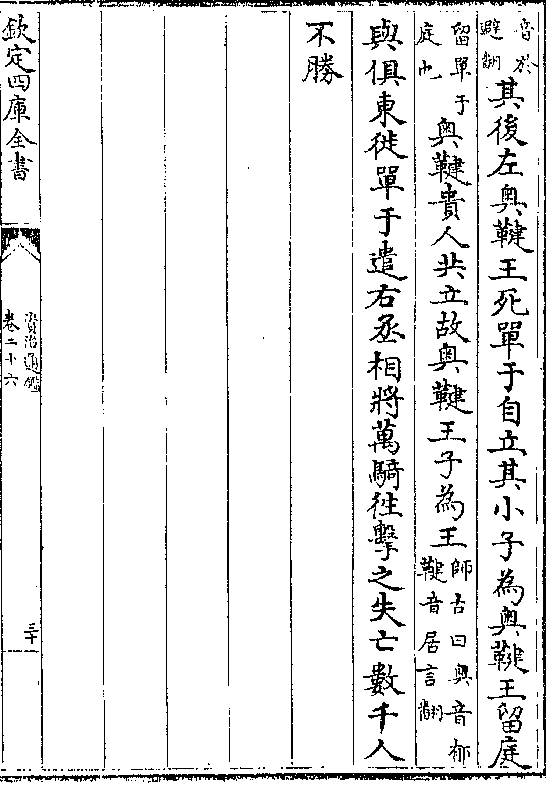 音於
避翻
其後左奥鞬王死單于自立其小子為奥鞬王留庭
留單于
庭也
奥鞬貴人共立故奥鞬王子為王
師古曰奥音郁
鞬音居言翻
與俱東徙單于遣右丞相將萬騎徃擊之失亡數千人
不勝
欽定四庫全書
資治通鑑
卷二十六
三十